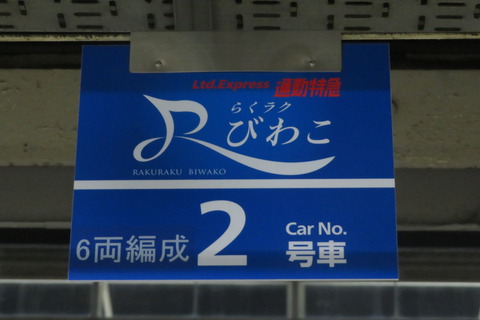 Ltd.Express 通勤特急
らくラク
びわこ
RAKURAKU BIWAKO
6両編成 2 Car No.
号車